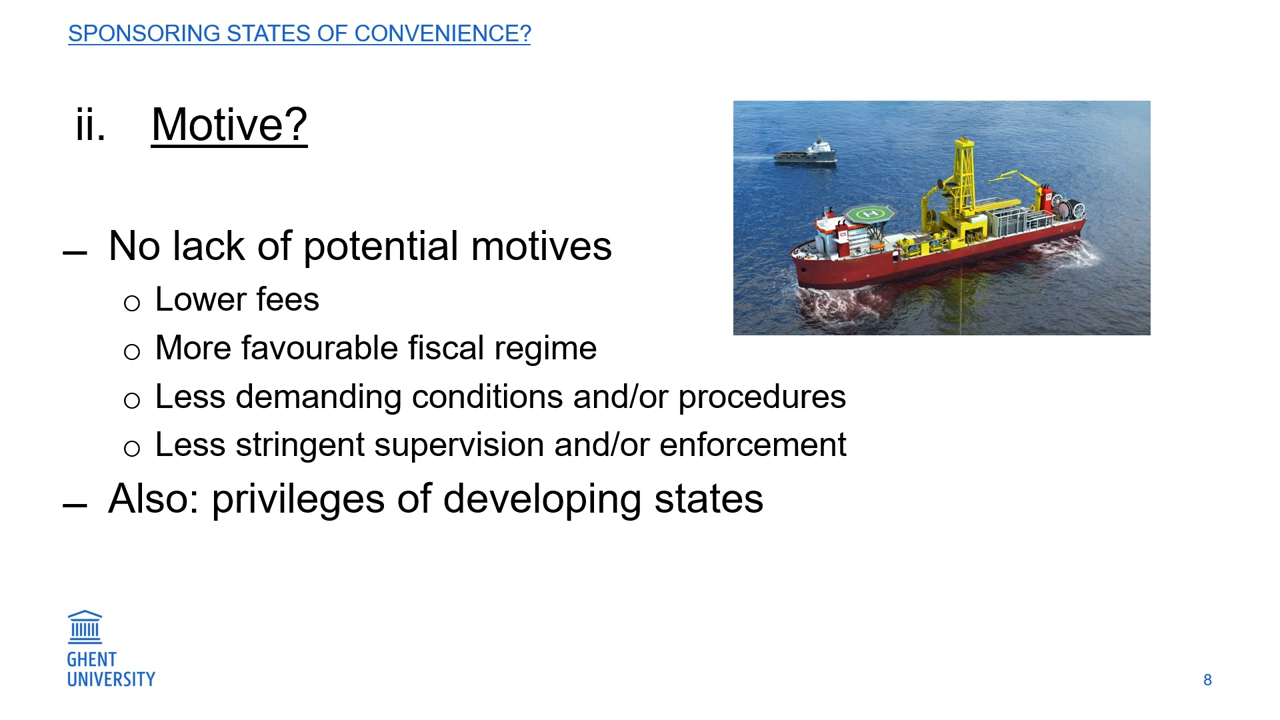 SPONSORING STATES OF CONVENIENCE?
ii. Motive?
– No lack of potential motives
o Lower fees
o More favourable fiscal regime
o Less demanding conditions and/or procedures
o Less stringent supervision and/or enforcement
– Also: privileges of developing states
H
GHENT
UNIVERSITY
8